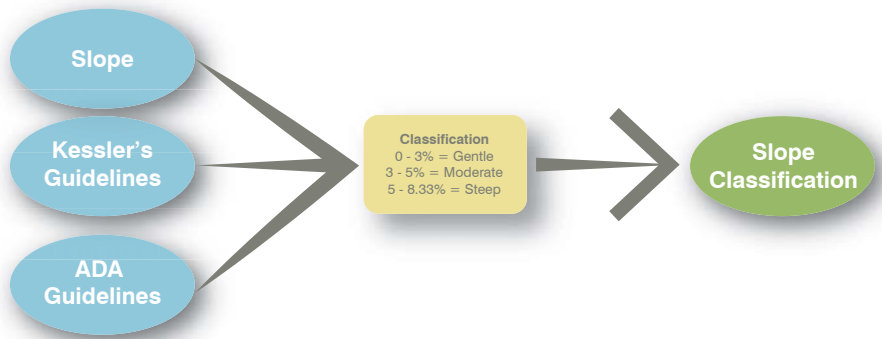 Slope
Kessler’s
Guidelines
ADA
Guidelines
Classification
0 - 3% = Gentle
3 - 5% = Moderate
5 - 8.33% = Steep
Slope
Classification